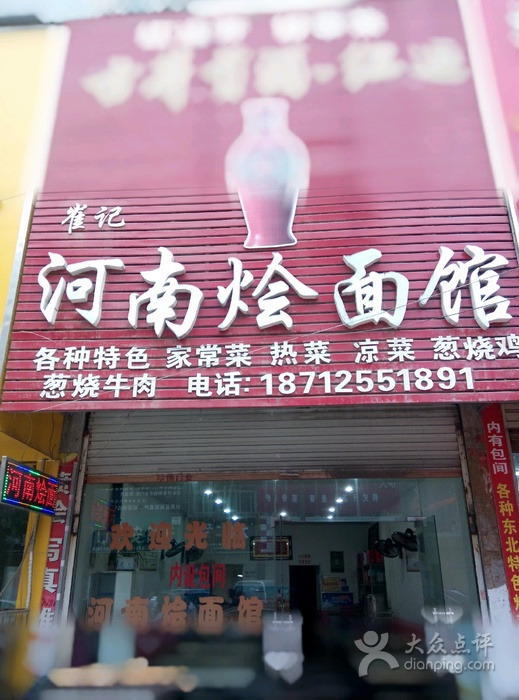 崔记
河南烩面馆
各种特色 家常菜 热菜 凉菜 葱烧鸡
葱烧牛肉 电话:18712551891
河南烩面
内有包间
各种东北特色
欢迎光临
内设包间
河南烩面馆
大众点评
dianping.com